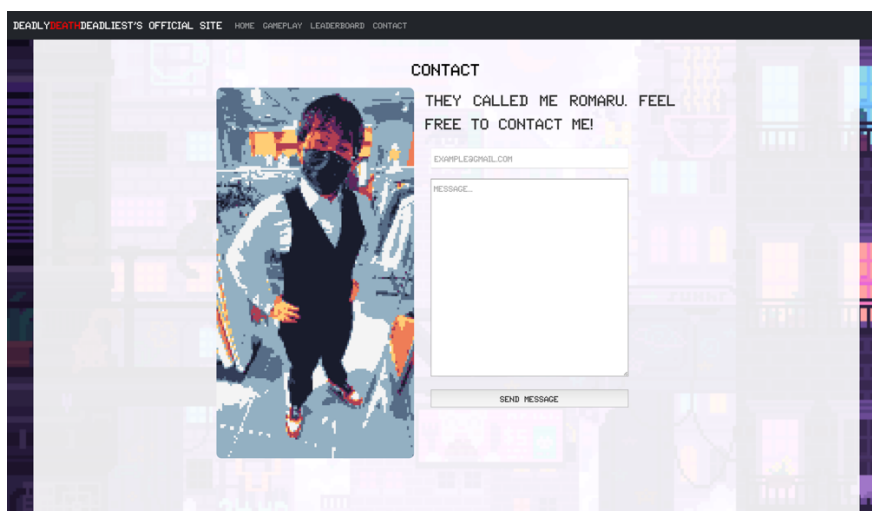 DEADLYDEATHDEADLIEST'S OFFICIAL SITE HOME GAMEPLAY LEADERBOARD CONTACT
CONTACT
THEY CALLED ME ROMARU. FEEL
FREE TO CONTACT ME!
EXAMPLE@GMAIL.COM
MESSAGE...
SEND MESSAGE